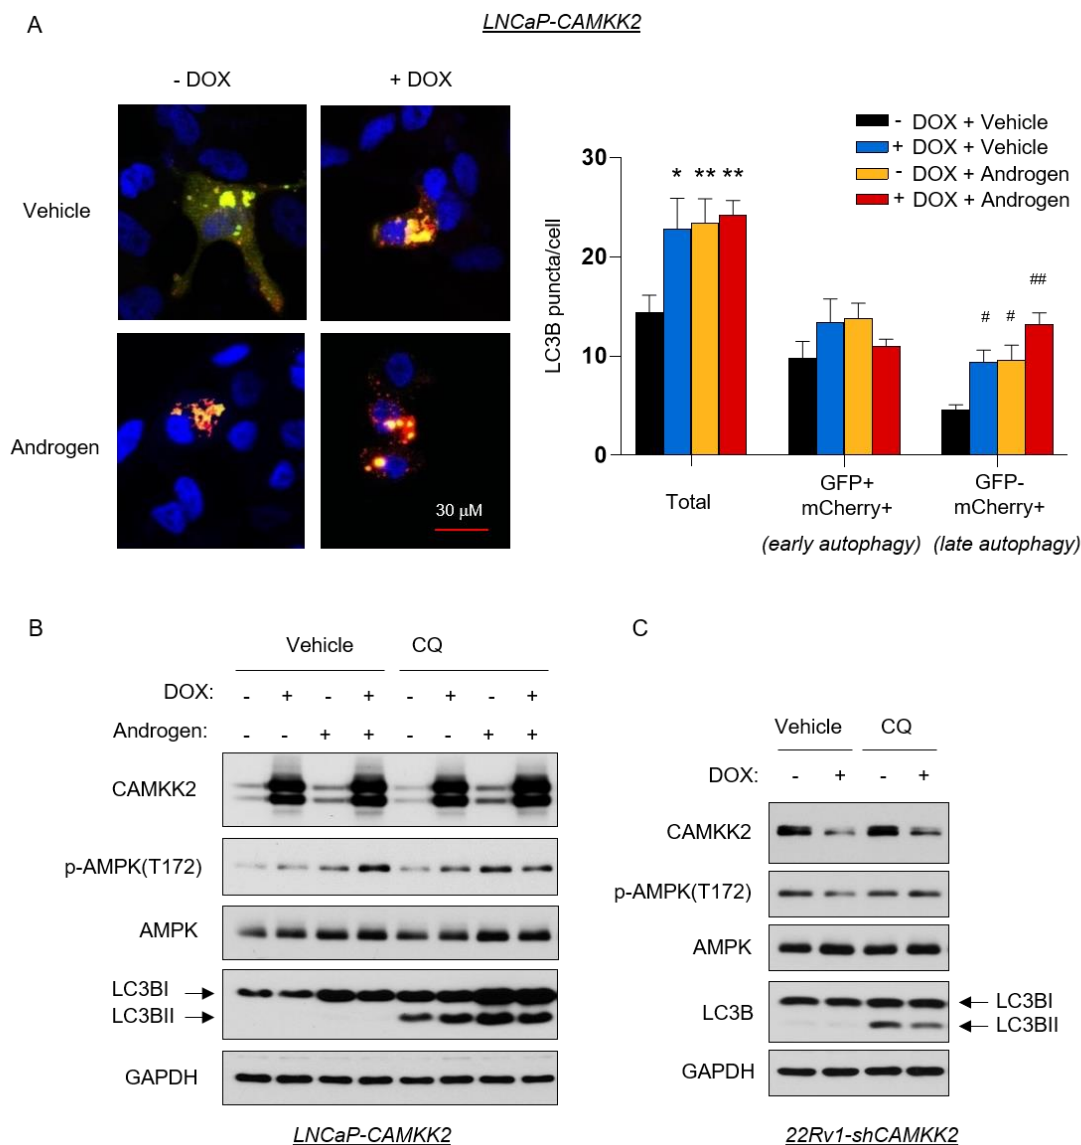 A
LNCaP-CAMKK2
- DOX
+ DOX
Vehicle
Androgen
30 µM
- DOX + Vehicle
+ DOX + Vehicle
- DOX + Androgen
+ DOX + Androgen
LC3B puncta/cell
30
20
10
0
* ** **
# # ##
Total
GFP+
mCherry+
(early autophagy)
GFP-
mCherry+
(late autophagy)
B
Vehicle CQ
DOX: - + - + - + - +
Androgen: - - + + - - + +
CAMKK2
p-AMPK(T172)
AMPK
LC3BI
LC3BII
GAPDH
LNCaP-CAMKK2
C
Vehicle CQ
DOX: - + - +
CAMKK2
p-AMPK(T172)
AMPK
LC3B
LC3BI
LC3BII
GAPDH
22Rv1-shCAMKK2